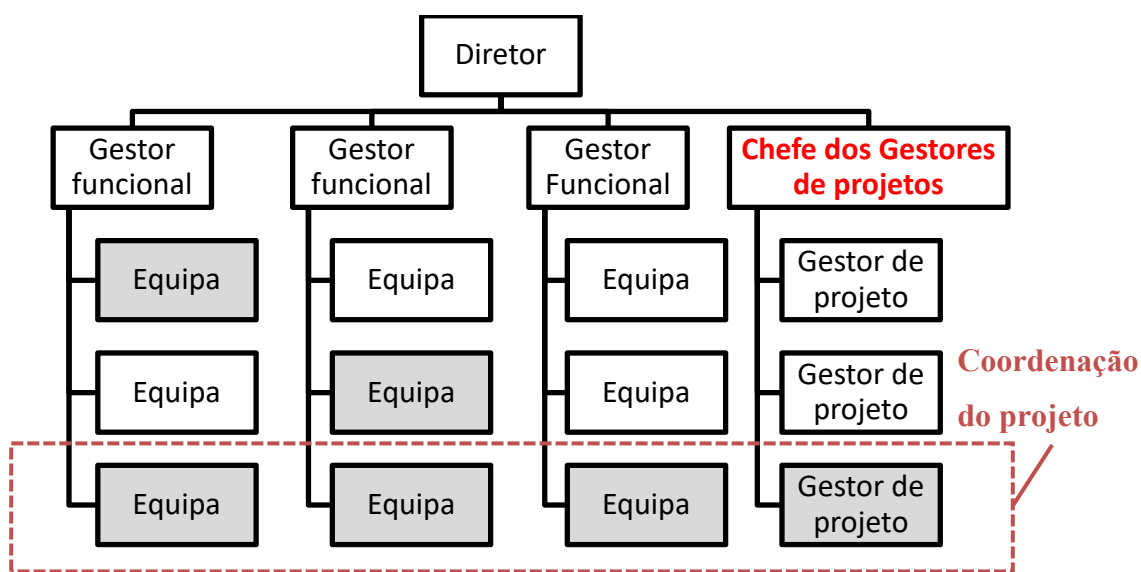 Diretor
Gestor
funcional
Gestor
funcional
Gestor
Funcional
Chefe dos Gestores
de projetos
Equipa
Equipa
Equipa
Gestor de
projeto
Equipa
Equipa
Equipa
Gestor de
projeto
Coordenação
do projeto
Equipa
Equipa
Equipa
Gestor de
projeto